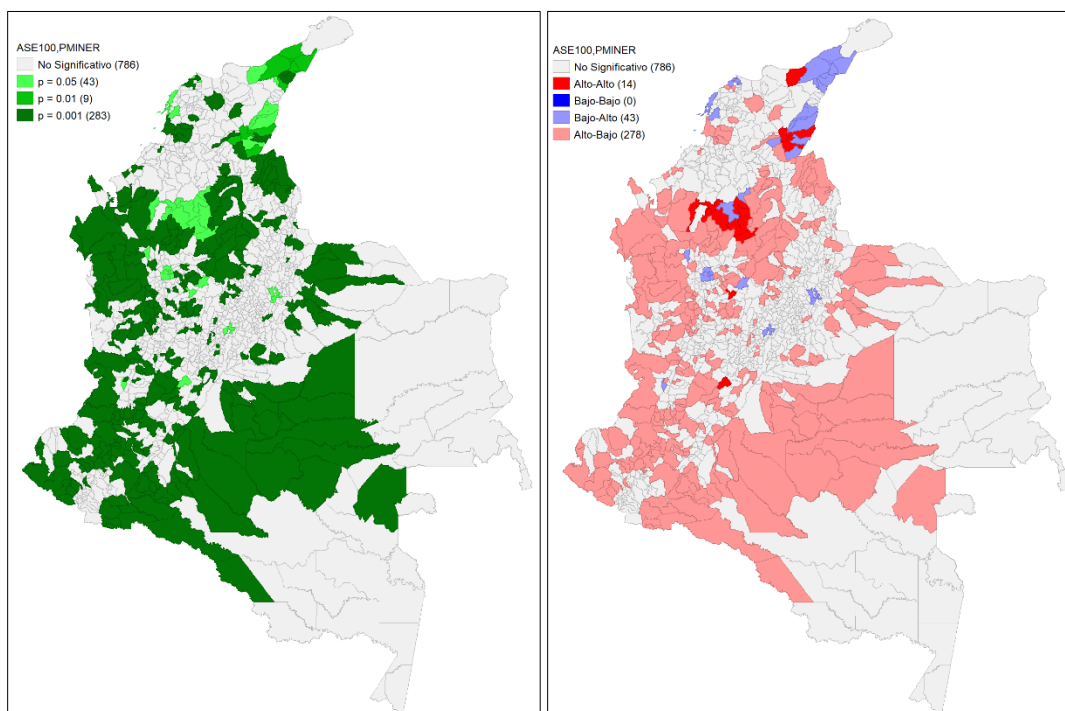 ASE100,PMINER
No Significativo (786)
p = 0.05 (43)
p = 0.01 (9)
p = 0.001 (283)
ASE100,PMINER
No Significativo (786)
Alto-Alto (14)
Bajo-Bajo (0)
Bajo-Alto (43)
Alto-Bajo (278)